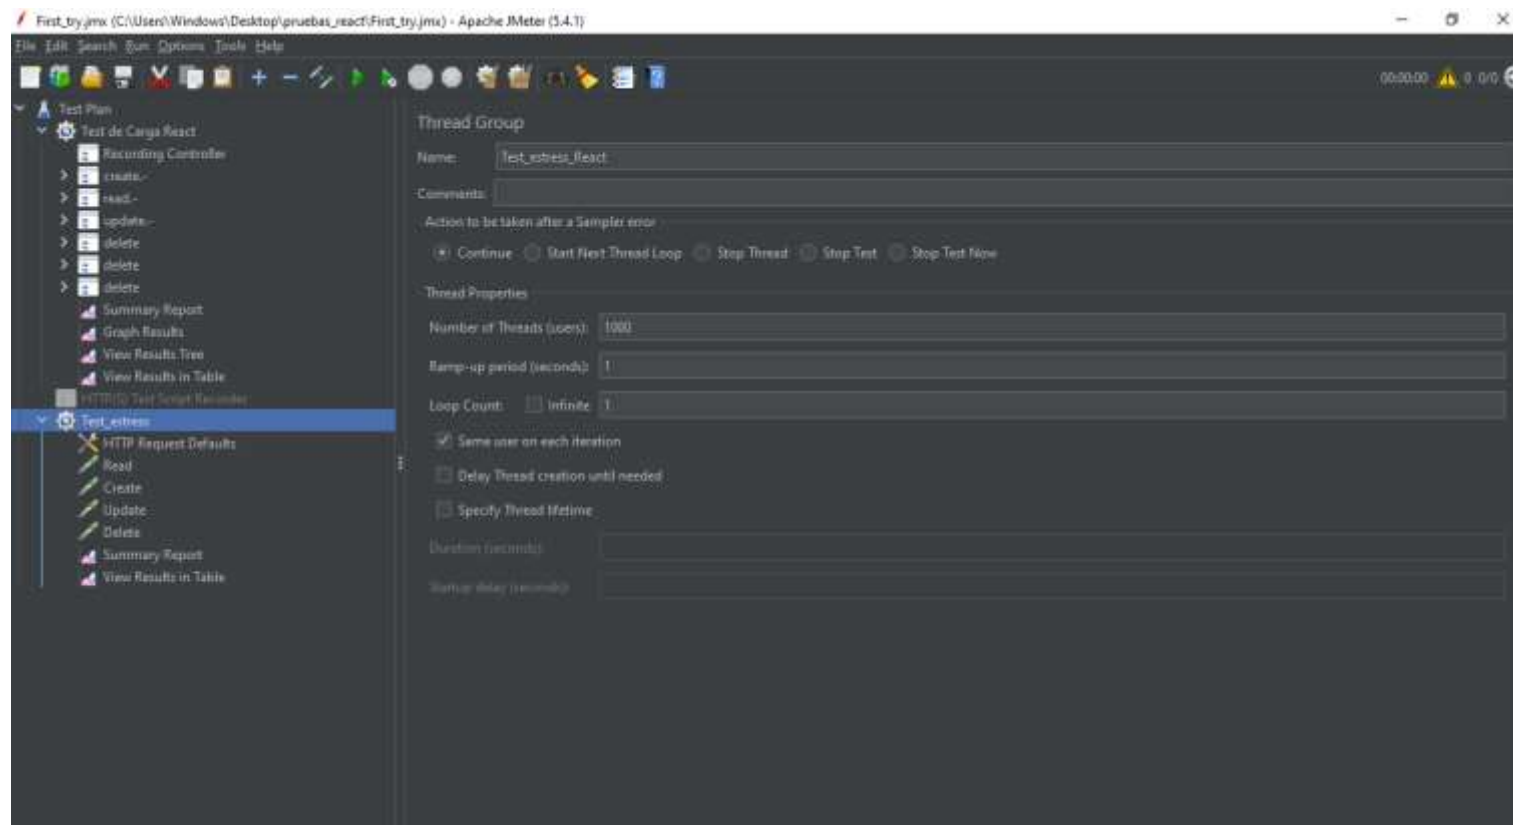 First_try.jmx (C:\Users\Windows\Desktop\pruebas_react\First_try.jmx) - Apache JMeter (5.4.1)
File Edit Search Run Options Tools Help
00:00:00 0 0/0
Test Plan
Test de Carga React
Recording Controller
create.-
read.-
update.-
delete
delete
delete
Summary Report
Graph Results
View Results Tree
View Results in Table
HTTP(S) Test Script Recorder
Test_estress
HTTP Request Defaults
Read
Create
Update
Delete
Summary Report
View Results in Table
Thread Group
Name: Test_estress_React
Comments:
Action to be taken after a Sampler error
Continue Start Next Thread Loop Stop Thread Stop Test Stop Test Now
Thread Properties
Number of Threads (users): 1000
Ramp-up period (seconds): 1
Loop Count: Infinite 1
Same user on each iteration
Delay Thread creation until needed
Specify Thread lifetime
Duration (seconds):
Startup delay (seconds):